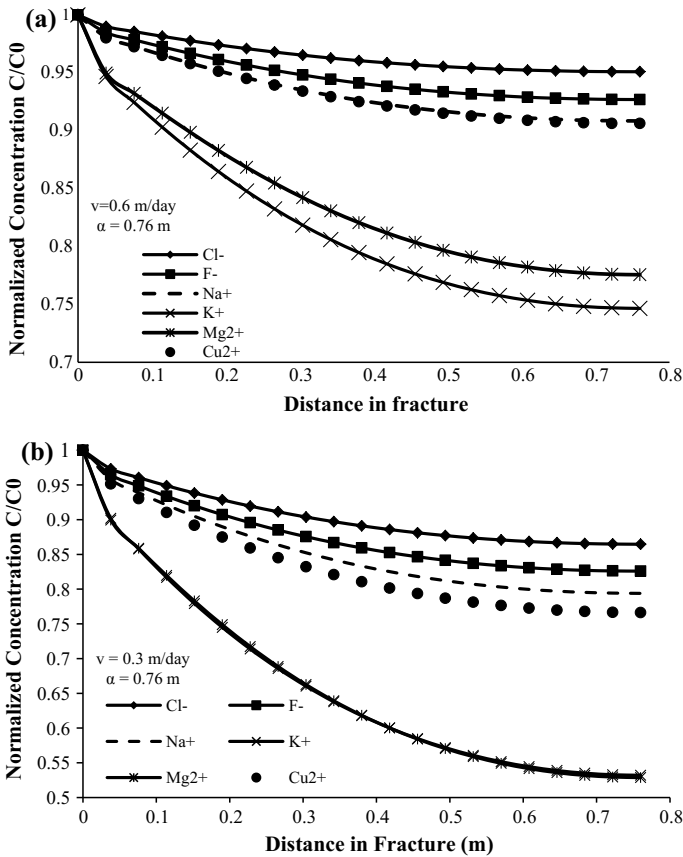 (a)
1
0.95
0.9
0.85
0.8
0.75
0.7
Normalizaed Concentration C/C0
v=0.6 m/day
α = 0.76 m
Cl-
F-
Na+
K+
Mg2+
Cu2+
0 0.1 0.2 0.3 0.4 0.5 0.6 0.7 0.8
Distance in fracture
(b)
1
0.95
0.9
0.85
0.8
0.75
0.7
0.65
0.6
0.55
0.5
Normalized Concentration C/C0
v = 0.3 m/day
α = 0.76 m
Cl- F-
Na+ K+
Mg2+ Cu2+
0 0.1 0.2 0.3 0.4 0.5 0.6 0.7 0.8
Distance in Fracture (m)